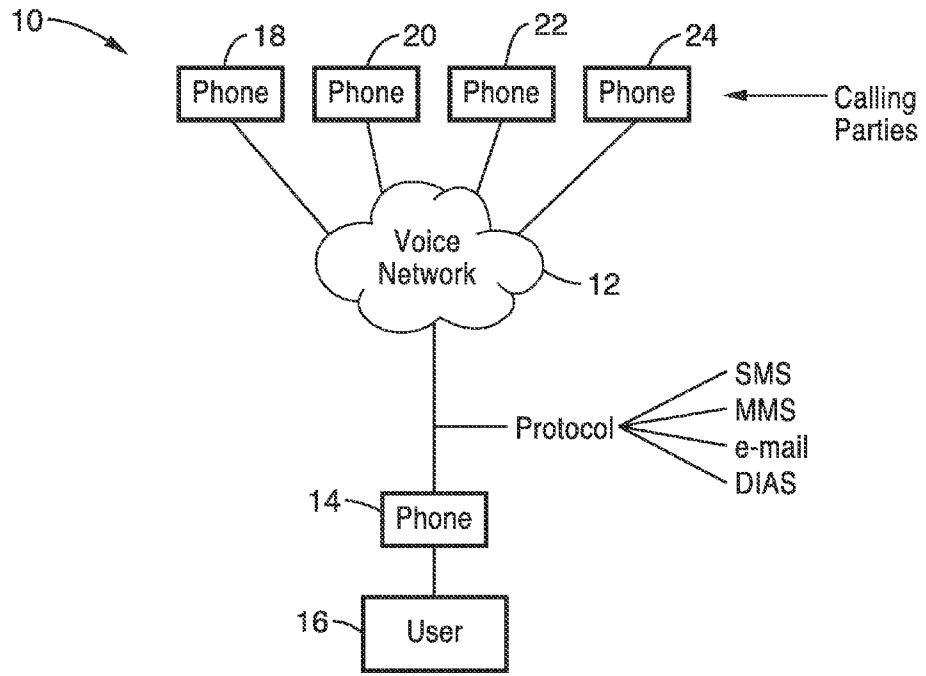 10
18
20
22
24
Phone
Phone
Phone
Phone
Calling
Parties
Voice
Network
12
SMS
MMS
Protocol
e-mail
DIAS
14
Phone
16
User